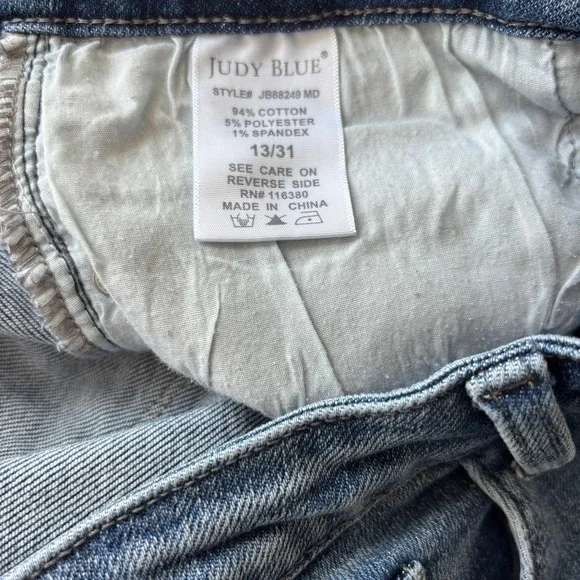 JUDY BLUE®
STYLE# JB88249 MD
94% COTTON
5% POLYESTER
1% SPANDEX
13/31
SEE CARE ON
REVERSE SIDE
RN# 116380
MADE IN CHINA